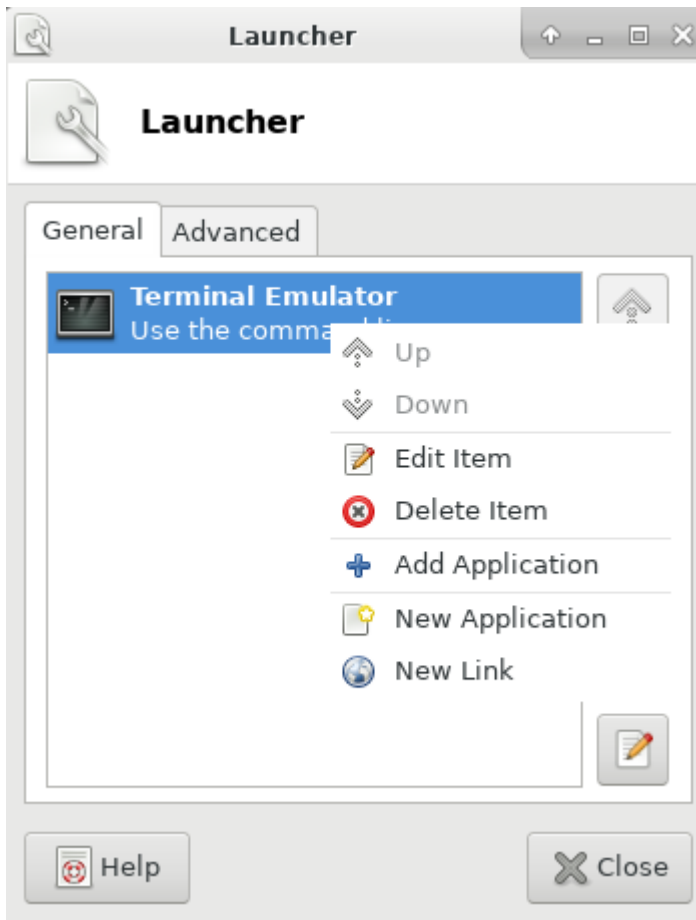 Launcher
Launcher
General Advanced
Terminal Emulator
Use the comma
Up
Down
Edit Item
Delete Item
Add Application
New Application
New Link
Help Close